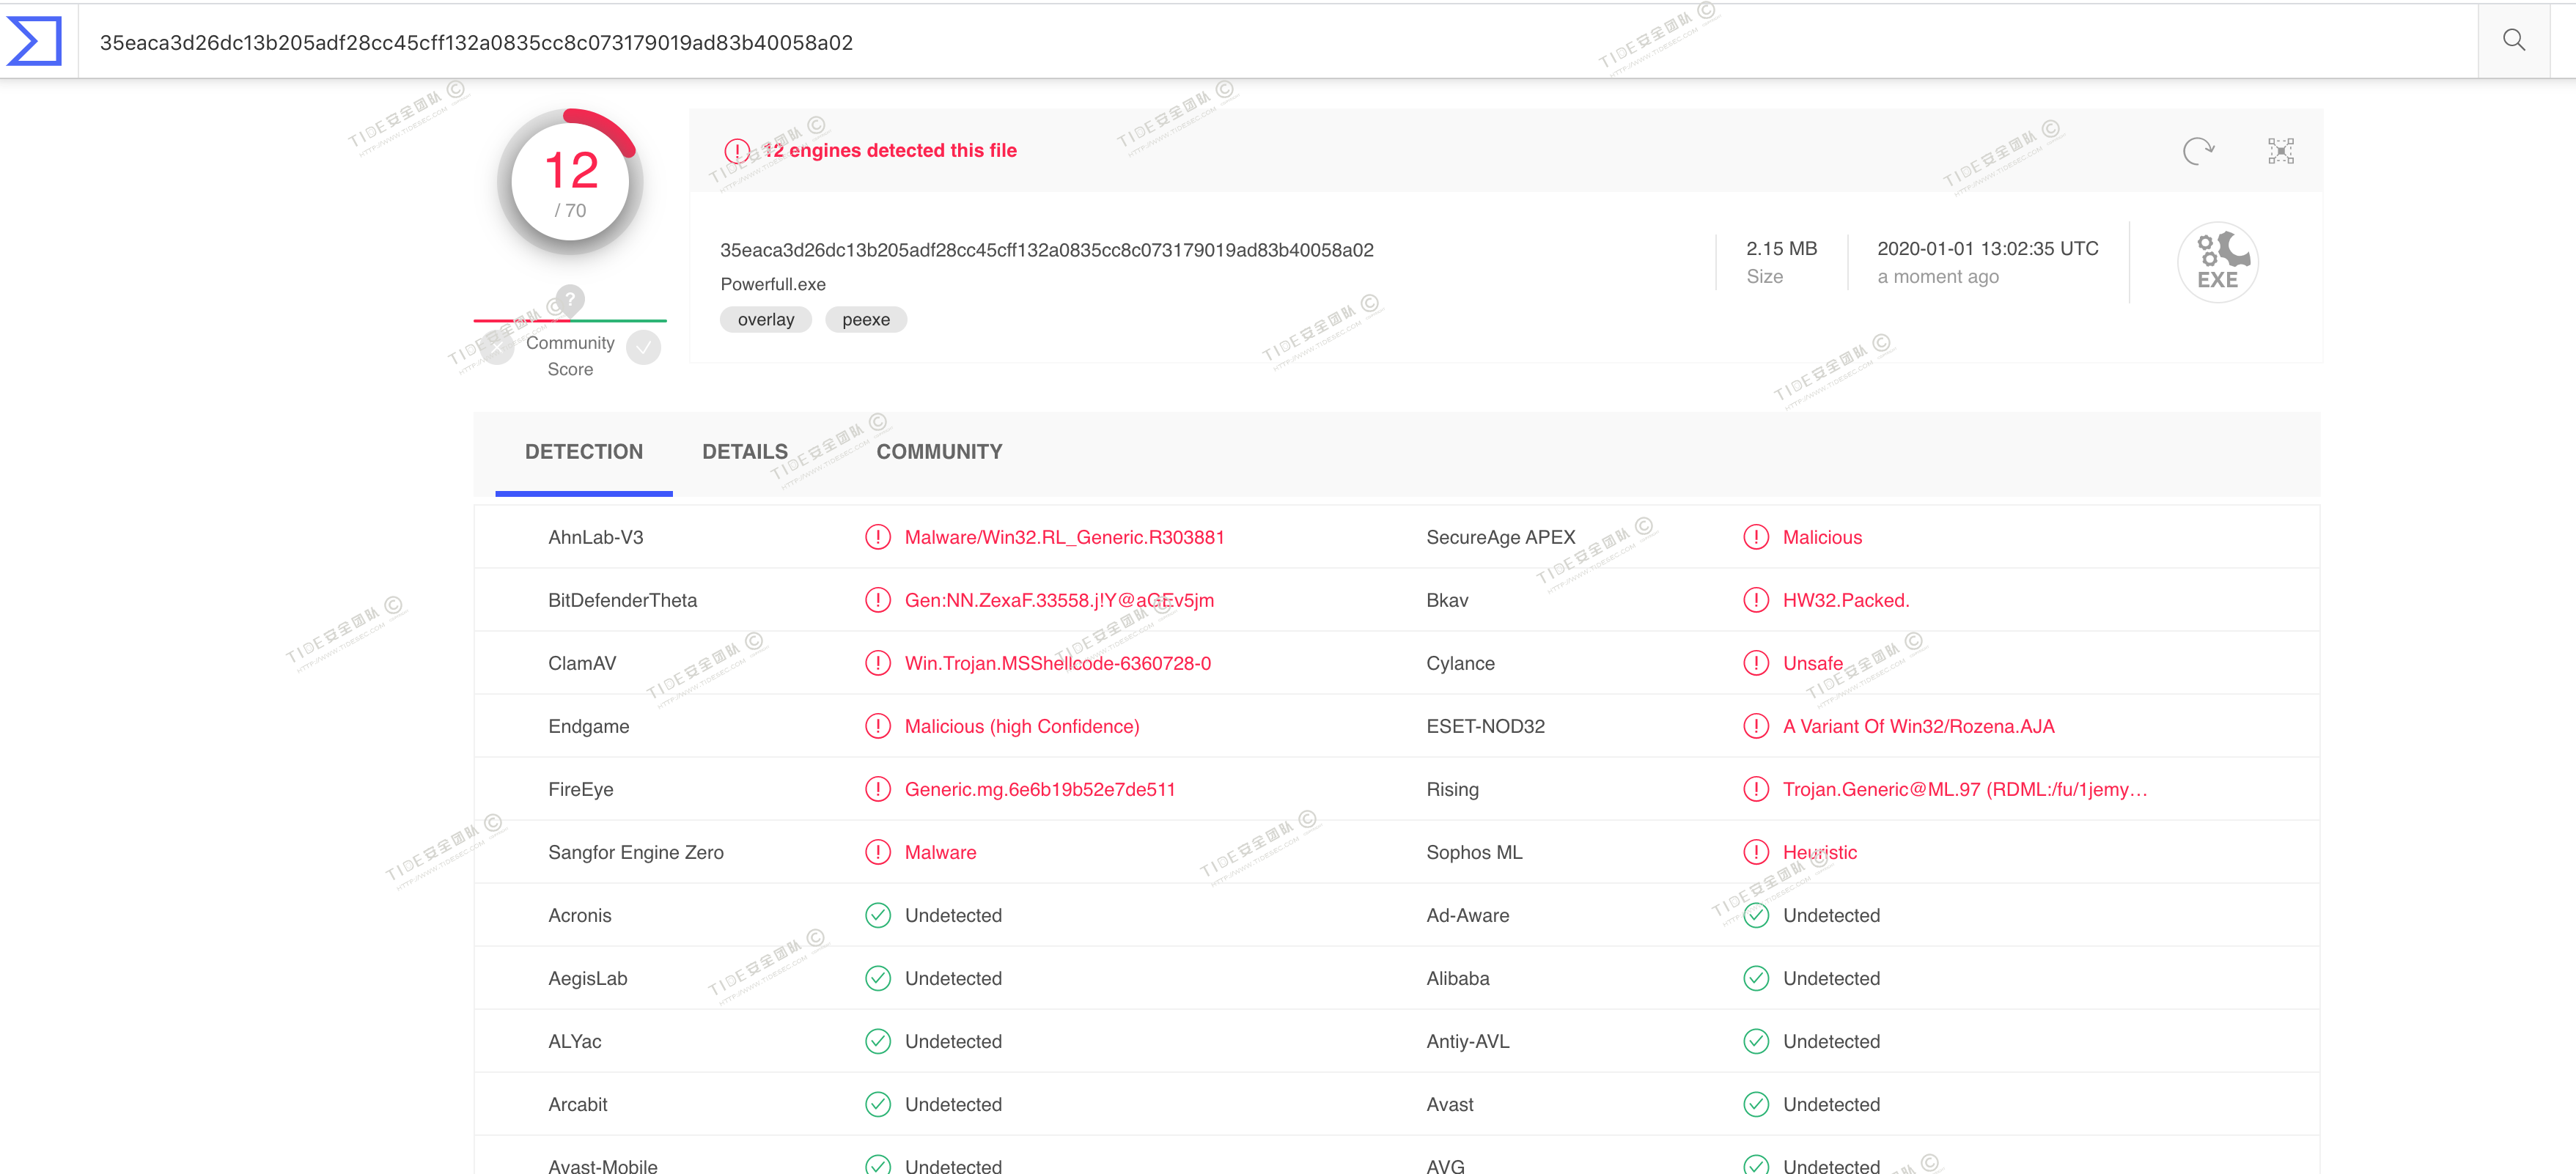 35eaca3d26dc13b205adf28cc45cff132a0835cc8c073179019ad83b40058a02
12
/ 70
12 engines detected this file
35eaca3d26dc13b205adf28cc45cff132a0835cc8c073179019ad83b40058a02
Powerfull.exe
overlay peexe
2.15 MB
Size
2020-01-01 13:02:35 UTC
a moment ago
EXE
?
Community
Score
DETECTION DETAILS COMMUNITY
AhnLab-V3 Malware/Win32.RL_Generic.R303881 SecureAge APEX Malicious
BitDefenderTheta Gen:NN.ZexaF.33558.j!Y@aGEv5jm Bkav HW32.Packed.
ClamAV Win.Trojan.MSShellcode-6360728-0 Cylance Unsafe
Endgame Malicious (high Confidence) ESET-NOD32 A Variant Of Win32/Rozena.AJA
FireEye Generic.mg.6e6b19b52e7de511 Rising Trojan.Generic@ML.97 (RDML:/fu/1jemy…
Sangfor Engine Zero Malware Sophos ML Heuristic
Acronis Undetected Ad-Aware Undetected
AegisLab Undetected Alibaba Undetected
ALYac Undetected Antiy-AVL Undetected
Arcabit Undetected Avast Undetected
Avast-Mobile Undetected AVG Undetected
TIDE安全团队 ©
HTTP://WWW.TIDESEC.COM